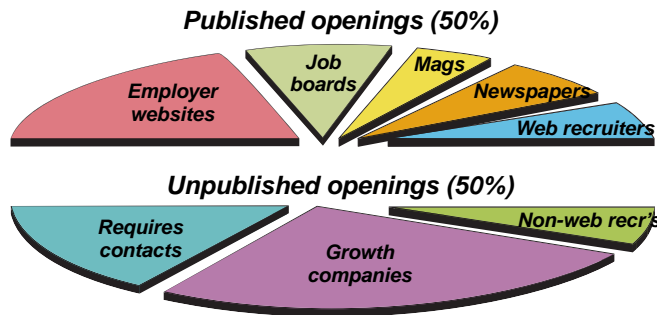 Published openings (50%)
Employer
websites
Job
boards
Mags
Newspapers
Web recruiters
Unpublished openings (50%)
Requires
contacts
Growth
companies
Non-web recr's